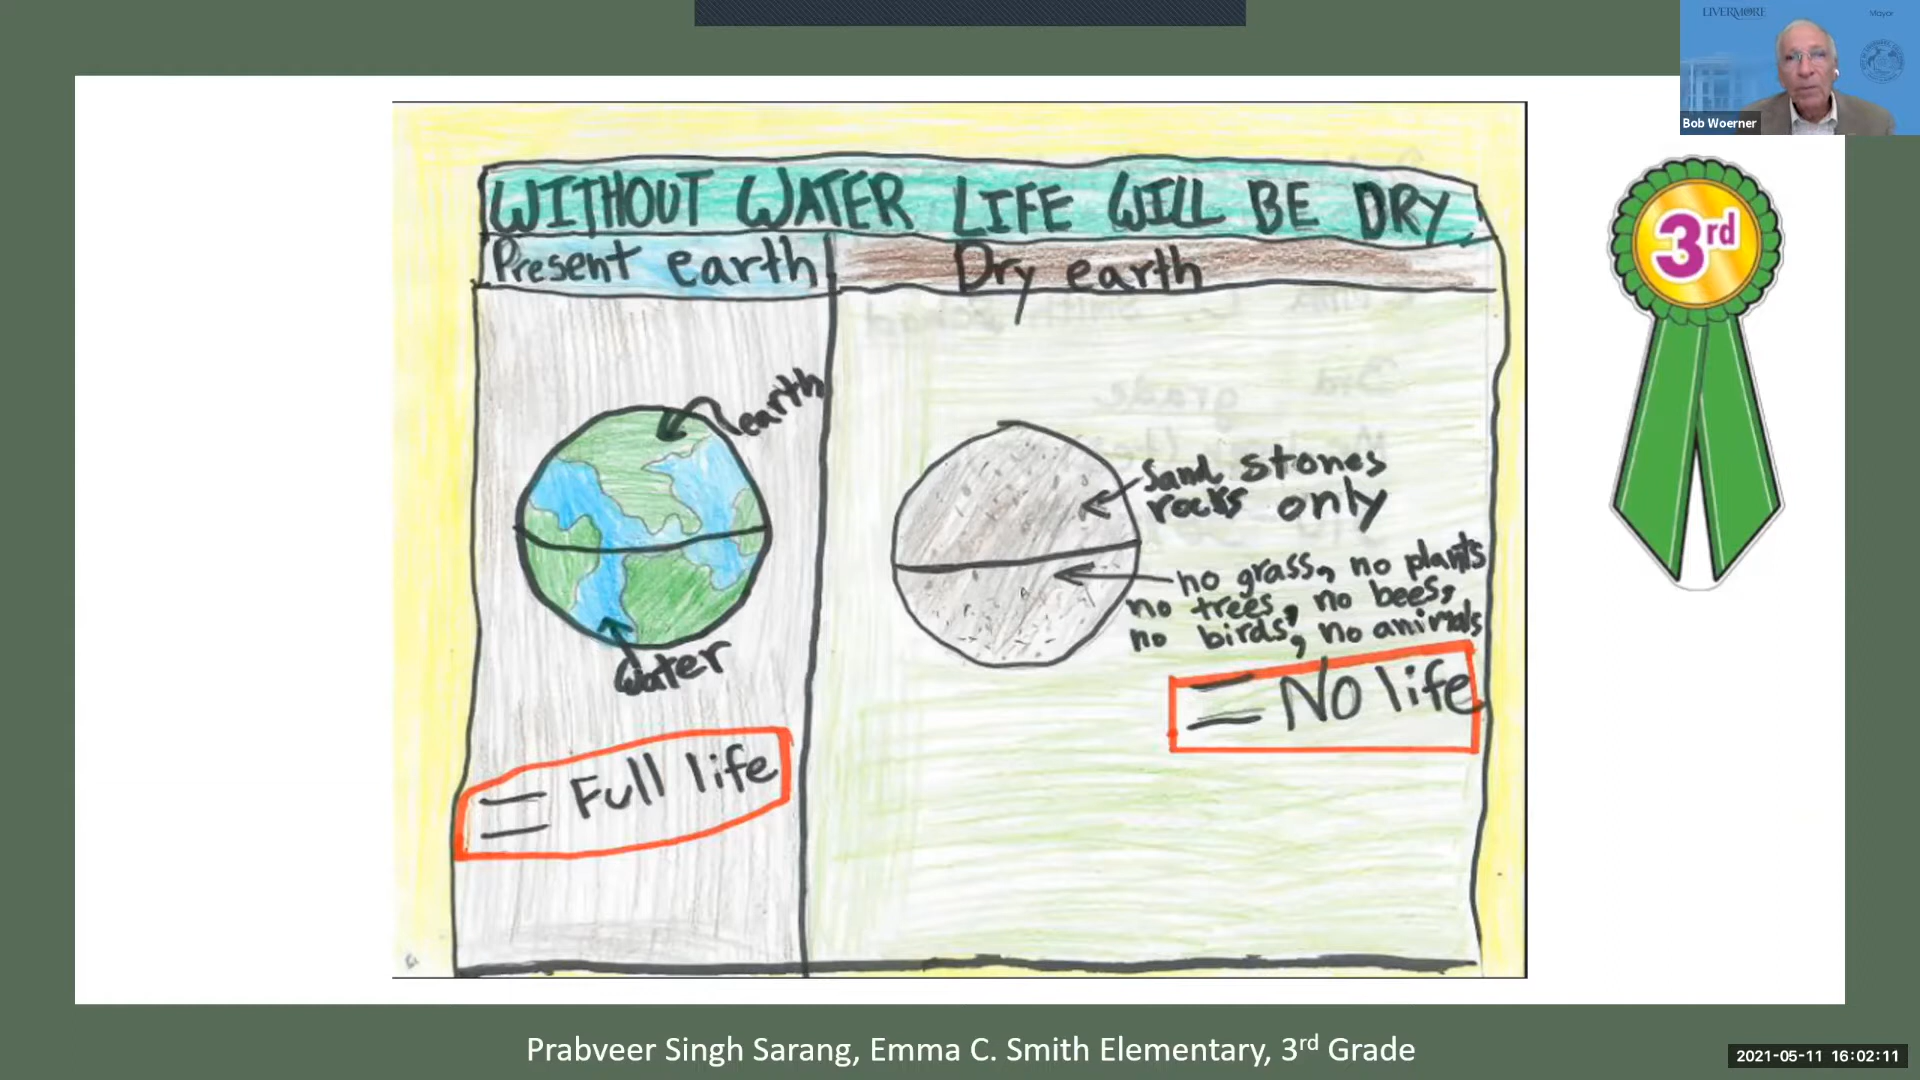 LIVERMORE
Mayor
Bob Woerner
WITHOUT WATER LIFE WILL BE DRY
Present earth
Dry earth
3rd
earth
water
= Full life
Sand stones
rocks only
no grass, no plants
no trees, no bees,
no birds, no animals
= No life
Prabveer Singh Sarang, Emma C. Smith Elementary, 3rd Grade
2021-05-11 16:02:11